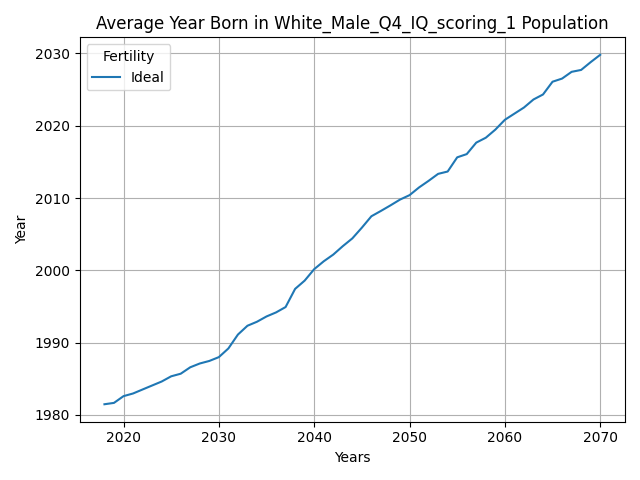 Average Year Born in White_Male_Q4_IQ_scoring_1 Population
Fertility
Ideal
2030
2020
2010
2000
1990
1980
Year
2020 2030 2040 2050 2060 2070
Years